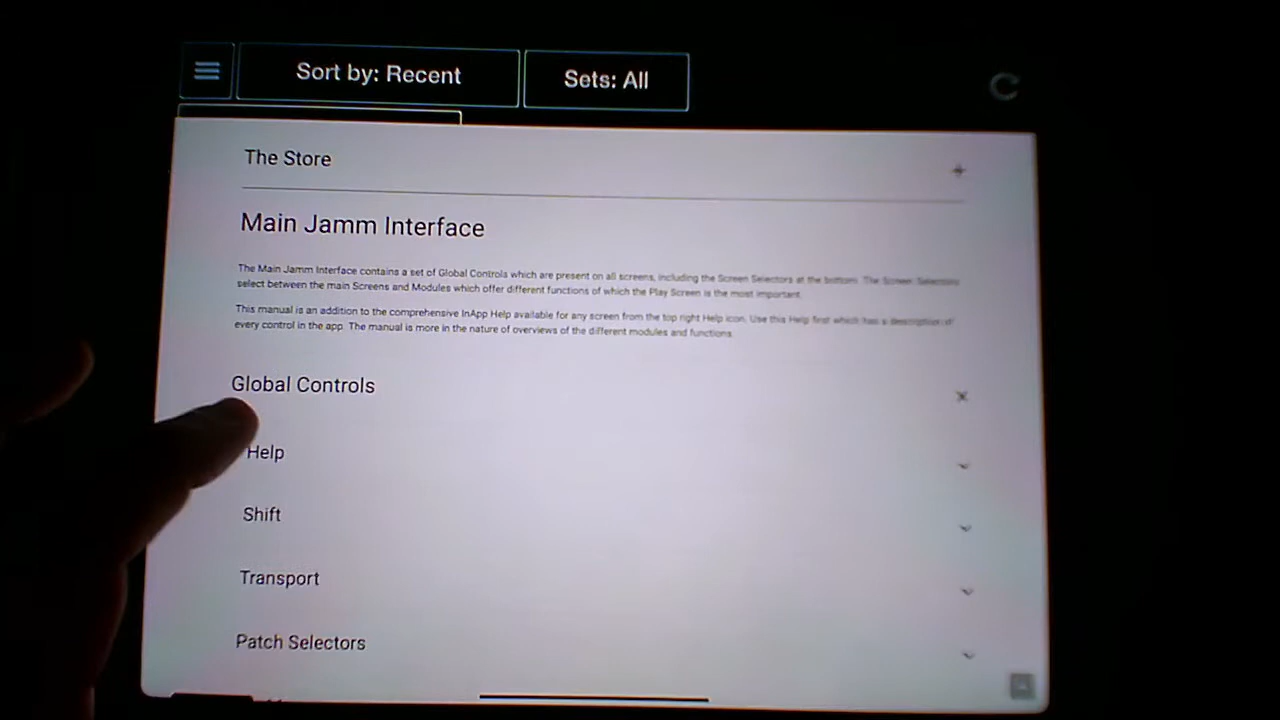 Sort by: Recent
Sets: All
The Store
Main Jamm Interface
The Main Jamm Interface contains a set of Global Controls which are present on all screens, including the Screen Selectors at the bottom. The Screen Selectors
select between the main Screens and Modules which offer different functions of which the Play Screen is the most important.
This manual is an addition to the comprehensive InApp Help available for any screen from the top right Help icon. Use this Help first which has a description of
every control in the app. The manual is more in the nature of overviews of the different modules and functions.
Global Controls
Help
Shift
Transport
Patch Selectors